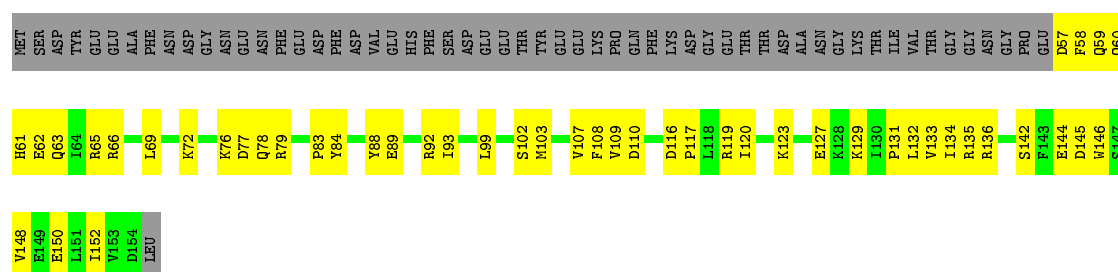 MET SER ASP TYR GLU GLU ALA PHE ASN ASP GLY ASN GLU ASN PHE GLU ASP PHE ASP VAL GLU HIS PHE SER ASP GLU GLU THR TYR GLU GLU LYS PRO GLN PHE LYS ASP GLY GLU THR THR ASP ALA ASN GLY LYS THR ILE VAL THR GLY GLY ASN GLY PRO GLU D57 F58 Q59 D60
H61 E62 Q63 I64 R65 R66 L69 K72 K76 D77 Q78 R79 P83 Y84 Y88 E89 R92 I93 L99 S102 M103 V107 F108 V109 D110 D116 P117 L118 R119 I120 K123 E127 K128 K129 I130 P131 L132 V133 I134 R135 R136 S142 F143 E144 D145 W146 S147
V148 E149 E150 L151 I152 V153 D154 LEU